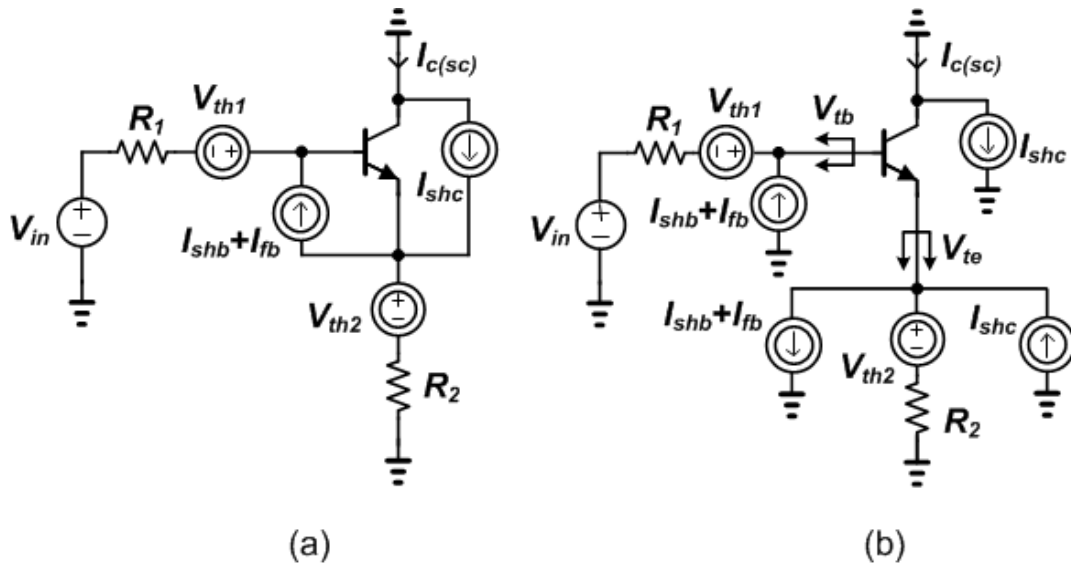 I_c(sc)
V_th1
R_1
I_shc
V_in
I_shb+I_fb
V_th2
R_2
(a)
I_c(sc)
V_th1
V_tb
R_1
I_shc
V_in
I_shb+I_fb
V_te
I_shb+I_fb
I_shc
V_th2
R_2
(b)